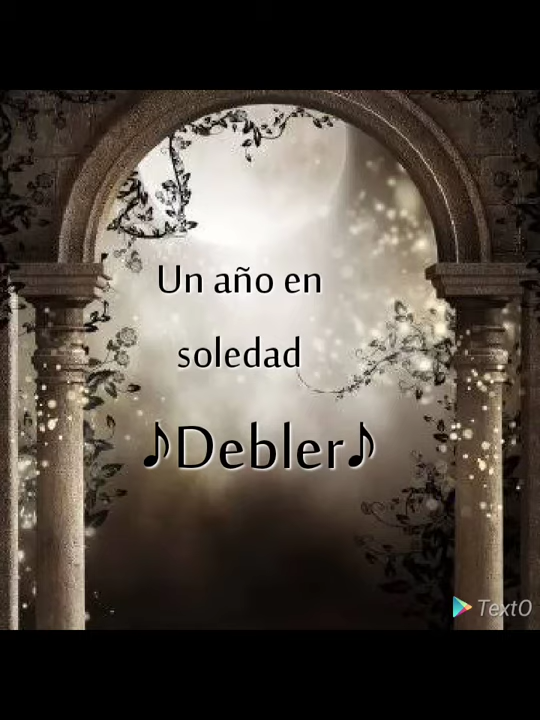 Un año en
soledad
♪Debler♪
TextO